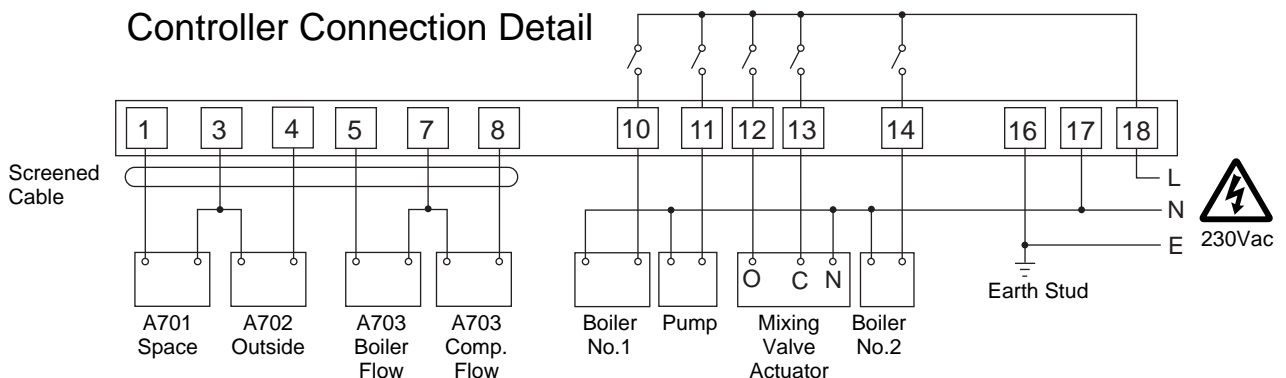 Controller Connection Detail
1 3 4 5 7 8 10 11 12 13 14 16 17 18
Screened
Cable
L
N
E
230Vac
O C N
Earth Stud
A701
Space
A702
Outside
A703
Boiler
Flow
A703
Comp.
Flow
Boiler
No.1
Pump
Mixing
Valve
Actuator
Boiler
No.2